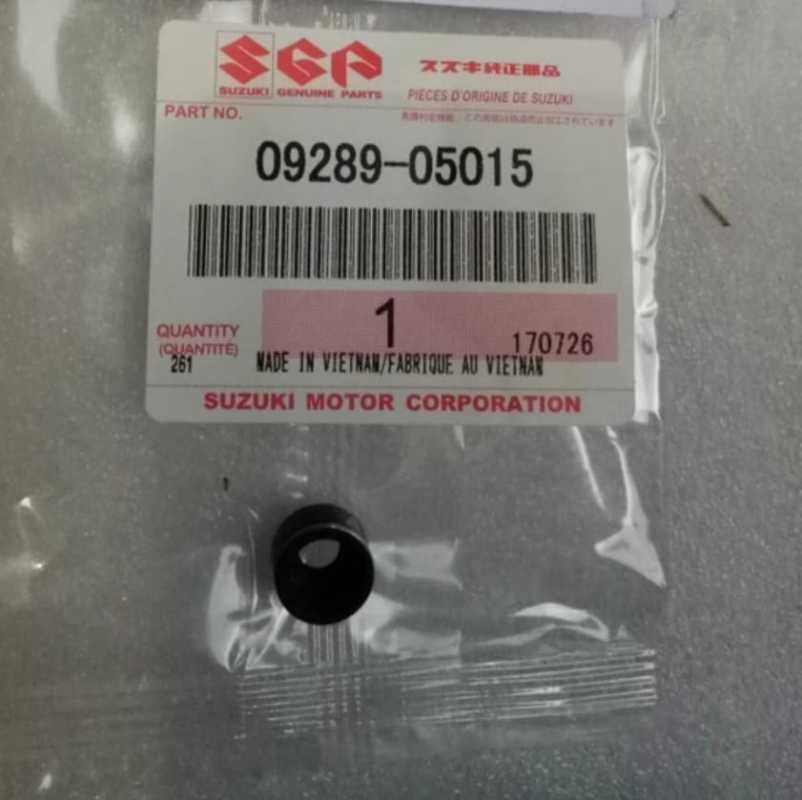 SGP
SUZUKI GENUINE PARTS
スズキ純正部品
PIECES D'ORIGINE DE SUZUKI
PART NO.
09289-05015
QUANTITY
(QUANTITÉ)
1
170726
261
MADE IN VIETNAM/FABRIQUE AU VIETNAM
SUZUKI MOTOR CORPORATION